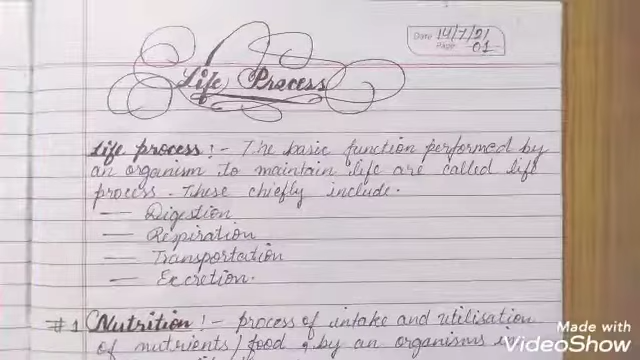 Date 14/7/21
Page 01
Life Process
Life process :- The basic function performed by
an organism to maintain life are called life
process. These chiefly include.
— Digestion
— Respiration
— Transportation
— Excretion.
#1 Nutrition :- process of intake and utilisation
of nutrients/food, by an organisms is
Made with
VideoShow